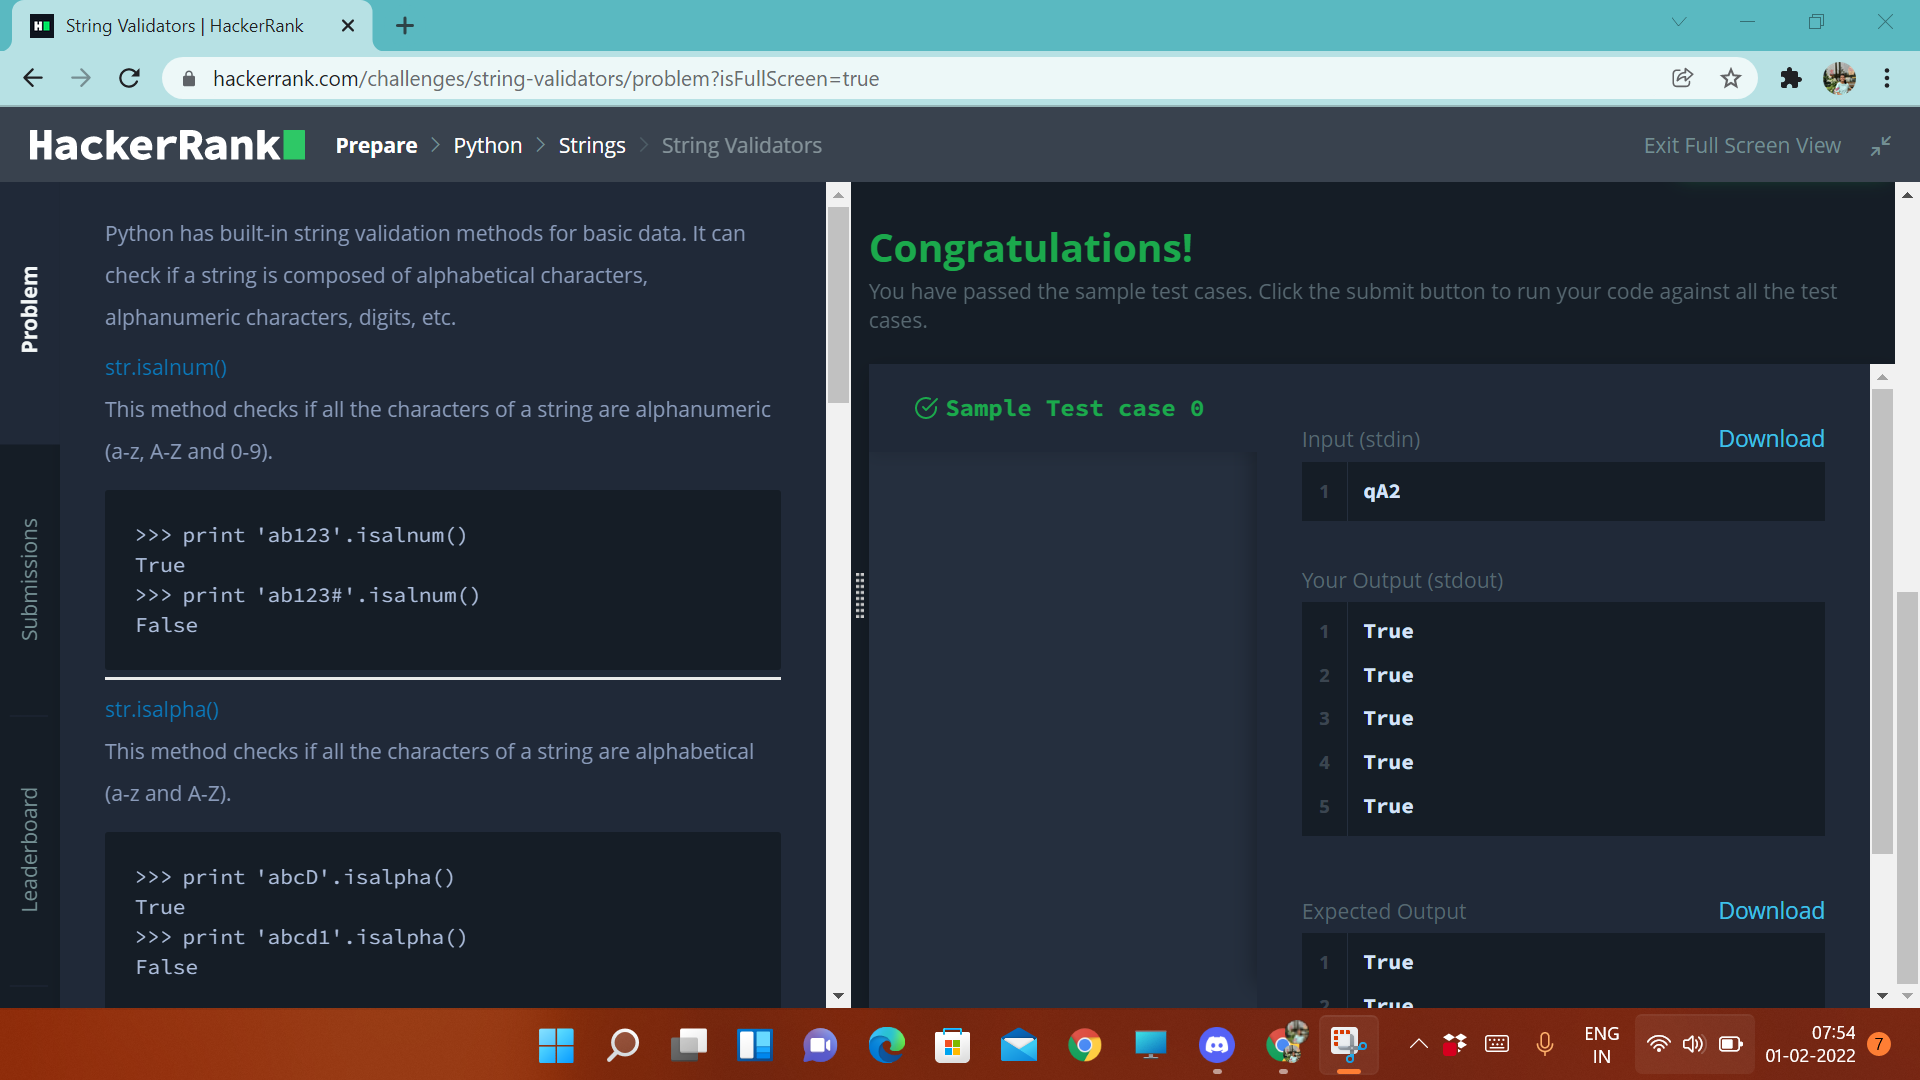 String Validators | HackerRank
hackerrank.com/challenges/string-validators/problem?isFullScreen=true
HackerRank
Prepare > Python > Strings > String Validators
Exit Full Screen View
Problem
Submissions
Leaderboard
Python has built-in string validation methods for basic data. It can
check if a string is composed of alphabetical characters,
alphanumeric characters, digits, etc.
str.isalnum()
This method checks if all the characters of a string are alphanumeric
(a-z, A-Z and 0-9).
>>> print 'ab123'.isalnum()
True
>>> print 'ab123#'.isalnum()
False
str.isalpha()
This method checks if all the characters of a string are alphabetical
(a-z and A-Z).
>>> print 'abcD'.isalpha()
True
>>> print 'abcd1'.isalpha()
False
Congratulations!
You have passed the sample test cases. Click the submit button to run your code against all the test
cases.
Sample Test case 0
Input (stdin)
Download
1 qA2
Your Output (stdout)
1 True
2 True
3 True
4 True
5 True
Expected Output
Download
1 True
2 True
ENG
IN
07:54
01-02-2022
7